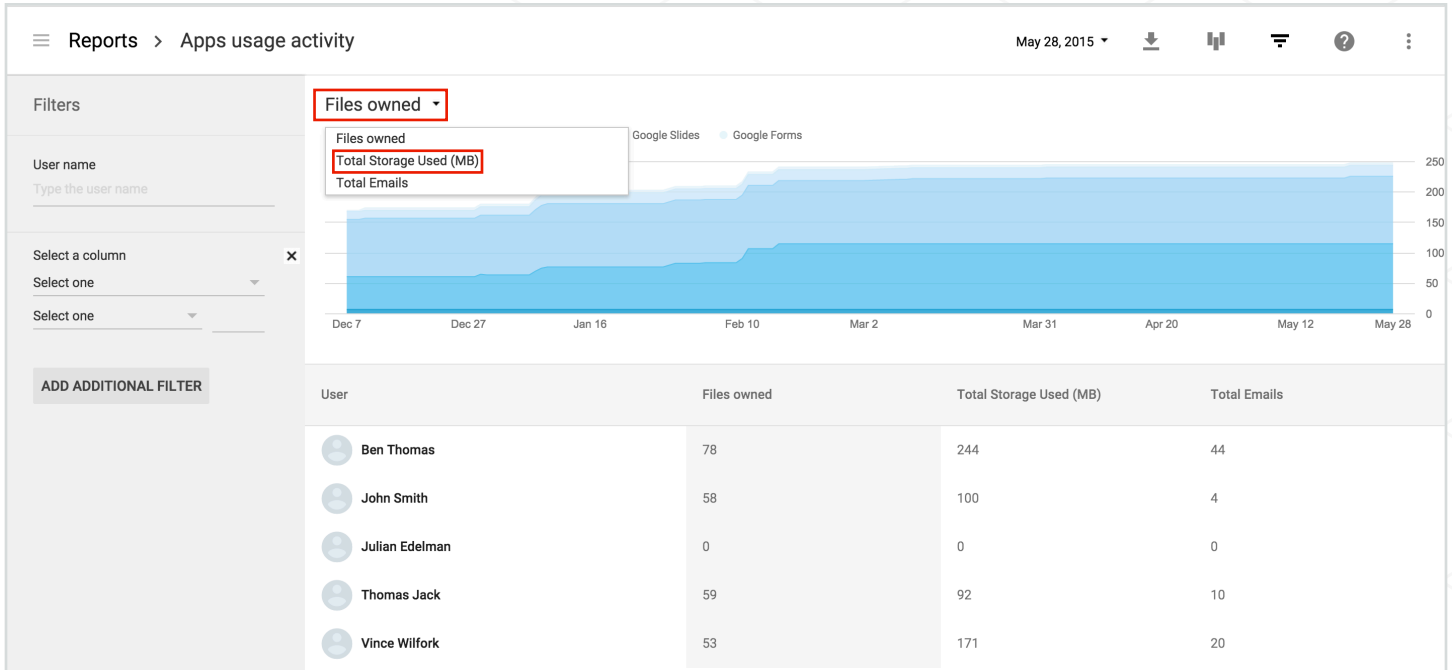 Reports > Apps usage activity
May 28, 2015
Filters
User name
Type the user name
Select a column
Select one
Select one
ADD ADDITIONAL FILTER
Files owned
Files owned
Total Storage Used (MB)
Total Emails
Google Slides Google Forms
250
200
150
100
50
0
Dec 7 Dec 27 Jan 16 Feb 10 Mar 2 Mar 31 Apr 20 May 12 May 28
User Files owned Total Storage Used (MB) Total Emails
Ben Thomas 78 244 44
John Smith 58 100 4
Julian Edelman 0 0 0
Thomas Jack 59 92 10
Vince Wilfork 53 171 20